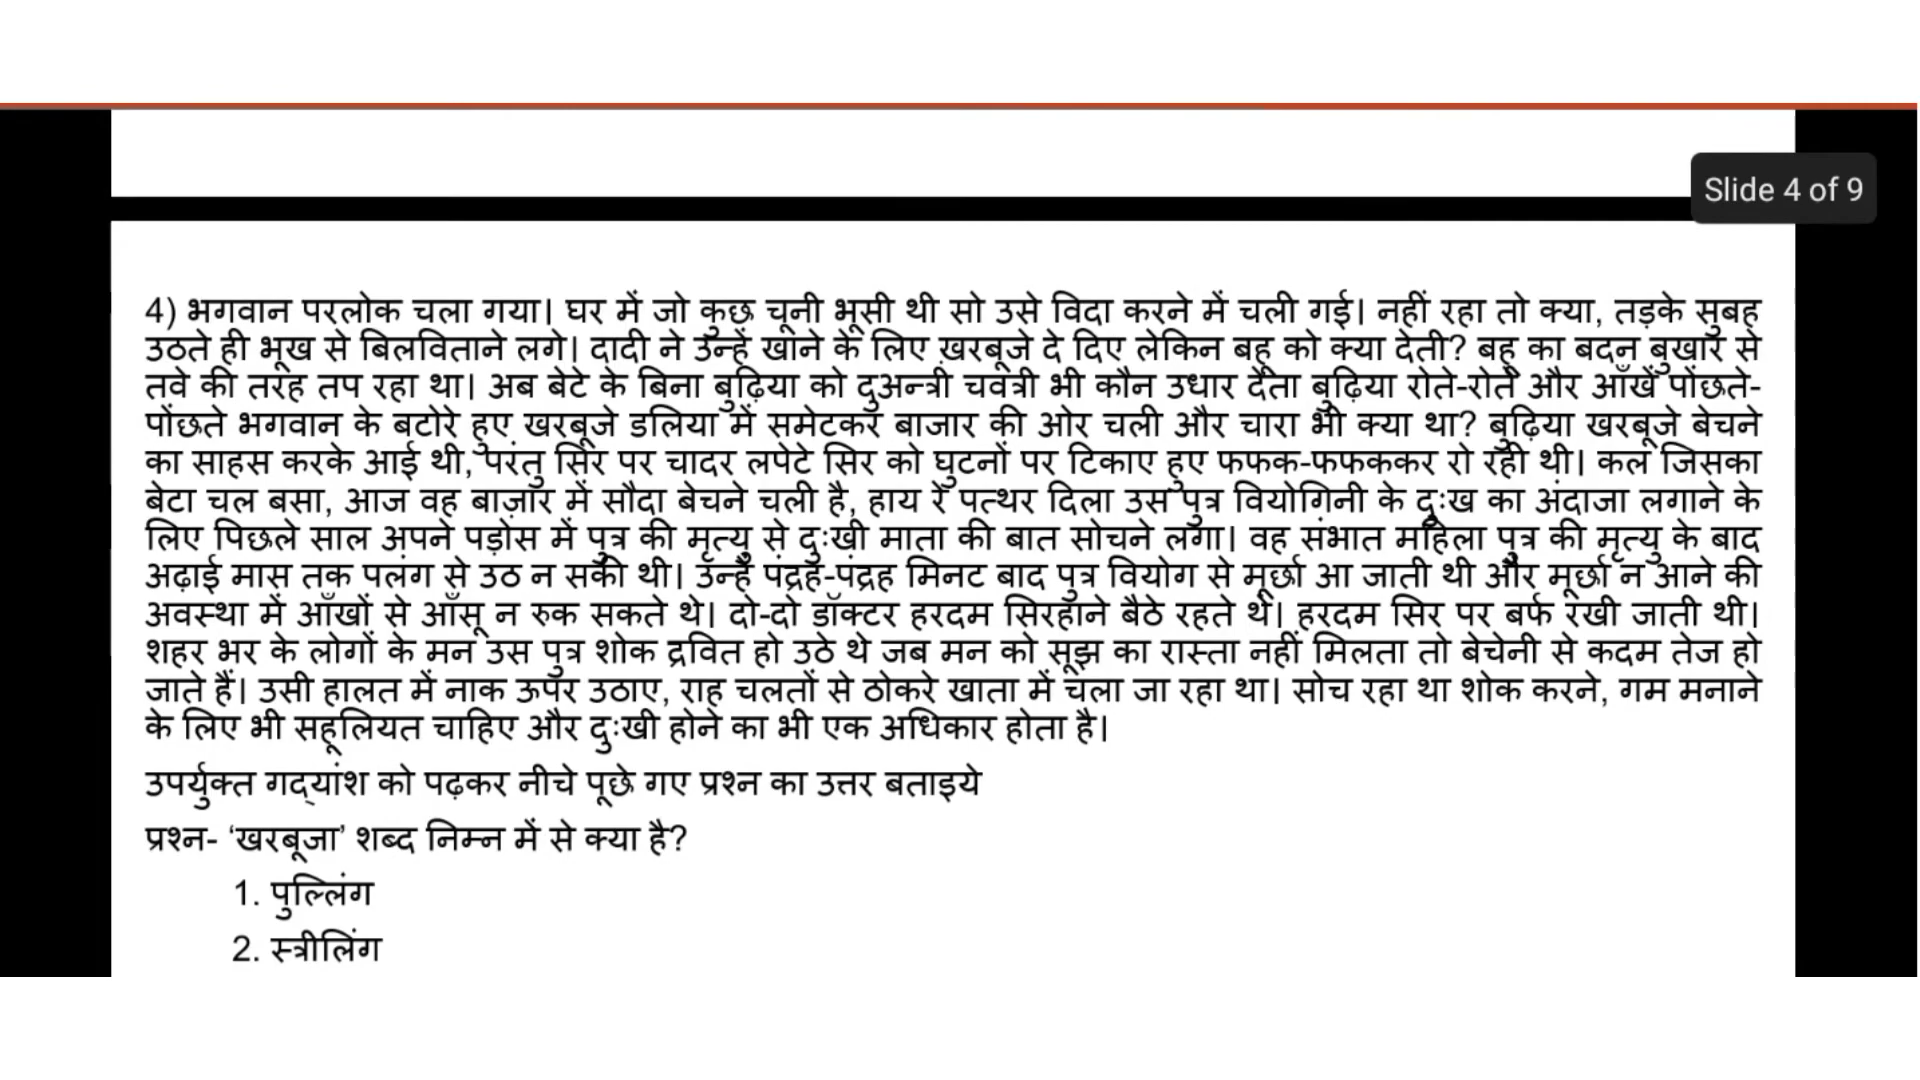 Slide 4 of 9
4) भगवान परलोक चला गया। घर में जो कुछ चूनी भूसी थी सो उसे विदा करने में चली गई। नहीं रहा तो क्या, तड़के सुबह
उठते ही भूख से बिलविताने लगे। दादी ने उन्हें खाने के लिए ख़रबूजे दे दिए लेकिन बहू को क्या देती? बहू का बदन बुखार से
तवे की तरह तप रहा था। अब बेटे के बिना बुढ़िया को दुअन्त्री चवंत्री भी कौन उधार देता बुढ़िया रोते-रोते और आँखें पोंछते-
पोंछते भगवान के बटोरे हुए खरबूजे डलिया में समेटकर बाजार की ओर चली और चारा भी क्या था? बुढ़िया खरबूजे बेचने
का साहस करके आई थी, परंतु सिर पर चादर लपेटे सिर को घुटनों पर टिकाए हुए फफक-फफककर रो रही थी। कल जिसका
बेटा चल बसा, आज वह बाज़ार में सौदा बेचने चली है, हाय रे पत्थर दिला उस पुत्र वियोगिनी के दुःख का अंदाजा लगाने के
लिए पिछले साल अपने पड़ोस में पुत्र की मृत्यु से दुःखी माता की बात सोचने लगा। वह संभात महिला पुत्र की मृत्यु के बाद
अढ़ाई मास तक पलंग से उठ न सकी थी। उन्हें पंद्रह-पंद्रह मिनट बाद पुत्र वियोग से मूर्छा आ जाती थी और मूर्छा न आने की
अवस्था में आँखों से आँसू न रुक सकते थे। दो-दो डॉक्टर हरदम सिरहाने बैठे रहते थे। हरदम सिर पर बर्फ रखी जाती थी।
शहर भर के लोगों के मन उस पुत्र शोक द्रवित हो उठे थे जब मन को सूझ का रास्ता नहीं मिलता तो बेचेनी से कदम तेज हो
जाते हैं। उसी हालत में नाक ऊपर उठाए, राह चलतों से ठोकरे खाता में चला जा रहा था। सोच रहा था शोक करने, गम मनाने
के लिए भी सहूलियत चाहिए और दुःखी होने का भी एक अधिकार होता है।
उपर्युक्त गद्‌यांश को पढ़कर नीचे पूछे गए प्रश्न का उत्तर बताइये
प्रश्न- ‘खरबूजा’ शब्द निम्न में से क्या है?
1. पुल्लिंग
2. स्त्रीलिंग